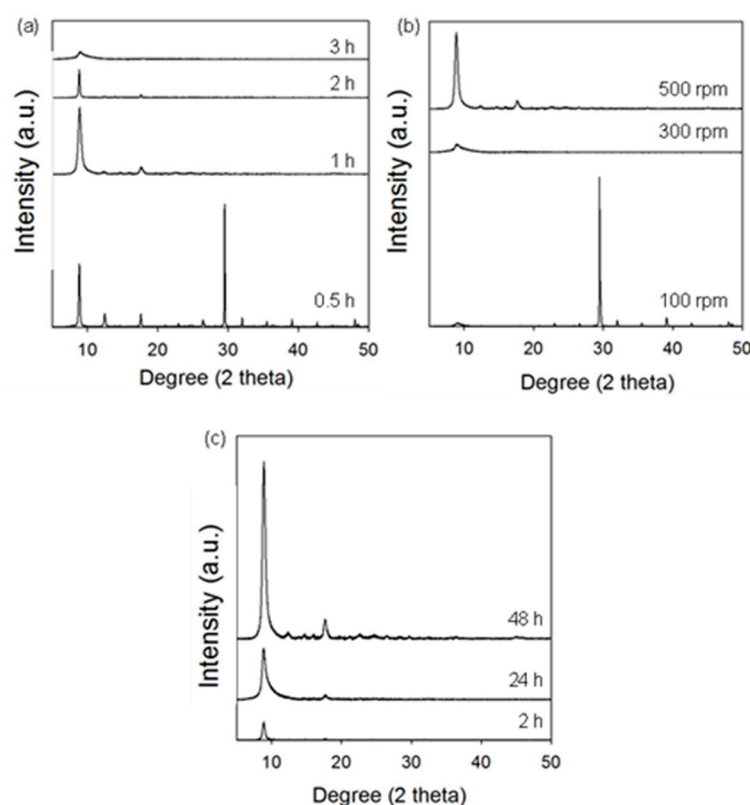 (a)
3 h
2 h
1 h
0.5 h
Intensity (a.u.)
10 20 30 40 50
Degree (2 theta)
(b)
500 rpm
300 rpm
100 rpm
Intensity (a.u.)
10 20 30 40 50
Degree (2 theta)
(c)
48 h
24 h
2 h
Intensity (a.u.)
10 20 30 40 50
Degree (2 theta)